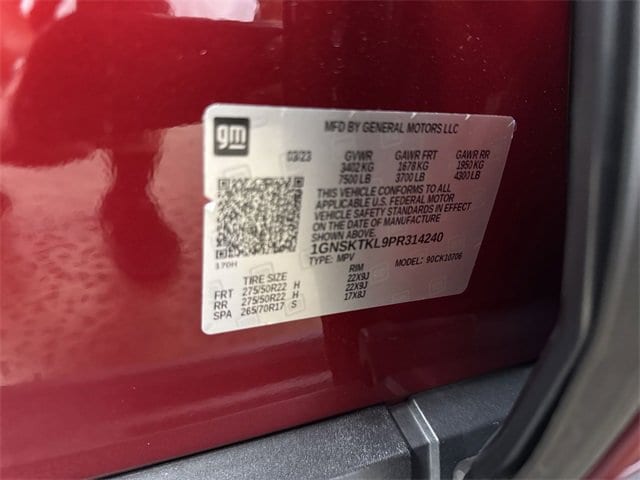 gm
MFD BY GENERAL MOTORS LLC
03/23 GVWR GAWR FRT GAWR RR
3402 KG 1678 KG 1950 KG
7500 LB 3700 LB 4300 LB
THIS VEHICLE CONFORMS TO ALL
APPLICABLE U.S. FEDERAL MOTOR
VEHICLE SAFETY STANDARDS IN EFFECT
ON THE DATE OF MANUFACTURE
SHOWN ABOVE.
1GNSKTKL9PR314240
170H TYPE: MPV MODEL: 90CK10706
TIRE SIZE RIM
FRT 275/50R22 H 22X9J
RR 275/50R22 H 22X9J
SPA 265/70R17 S 17X8J